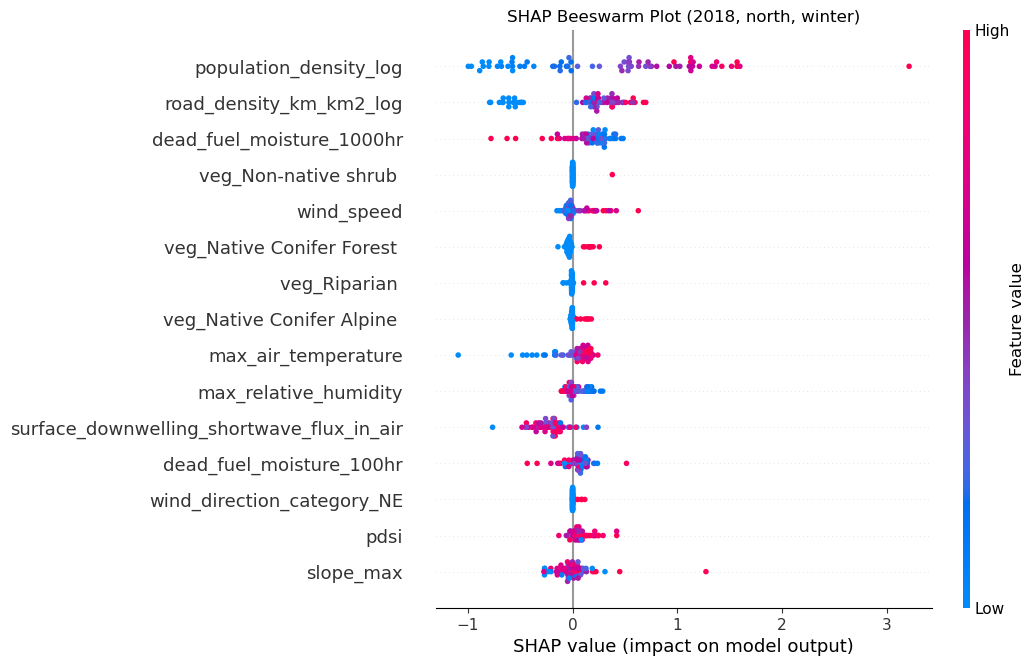 SHAP Beeswarm Plot (2018, north, winter)
High
population_density_log
road_density_km_km2_log
dead_fuel_moisture_1000hr
veg_Non-native shrub
wind_speed
veg_Native Conifer Forest
veg_Riparian
veg_Native Conifer Alpine
max_air_temperature
max_relative_humidity
surface_downwelling_shortwave_flux_in_air
dead_fuel_moisture_100hr
wind_direction_category_NE
pdsi
slope_max
Feature value
Low
−1 0 1 2 3
SHAP value (impact on model output)